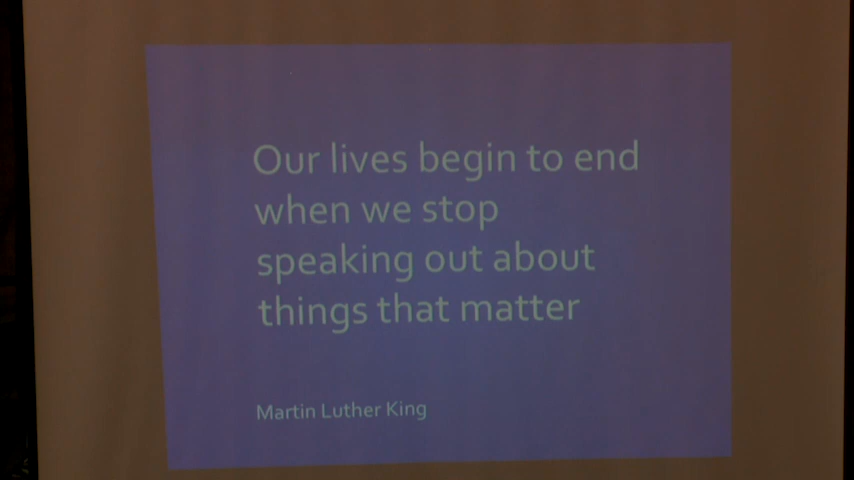 Our lives begin to end
when we stop
speaking out about
things that matter
Martin Luther King